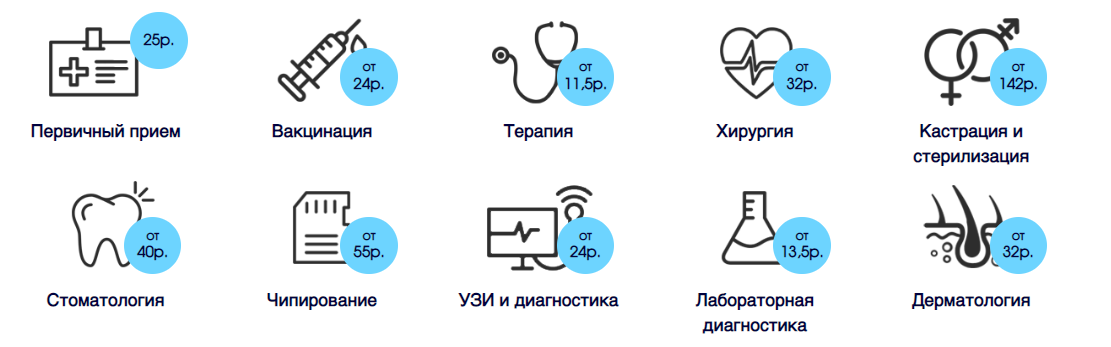 25р.
Первичный прием
от
24р.
Вакцинация
от
11,5р.
Терапия
от
32р.
Хирургия
от
142р.
Кастрация и
стерилизация
от
40р.
Стоматология
от
55р.
Чипирование
от
24р.
УЗИ и диагностика
от
13,5р.
Лабораторная
диагностика
от
32р.
Дерматология